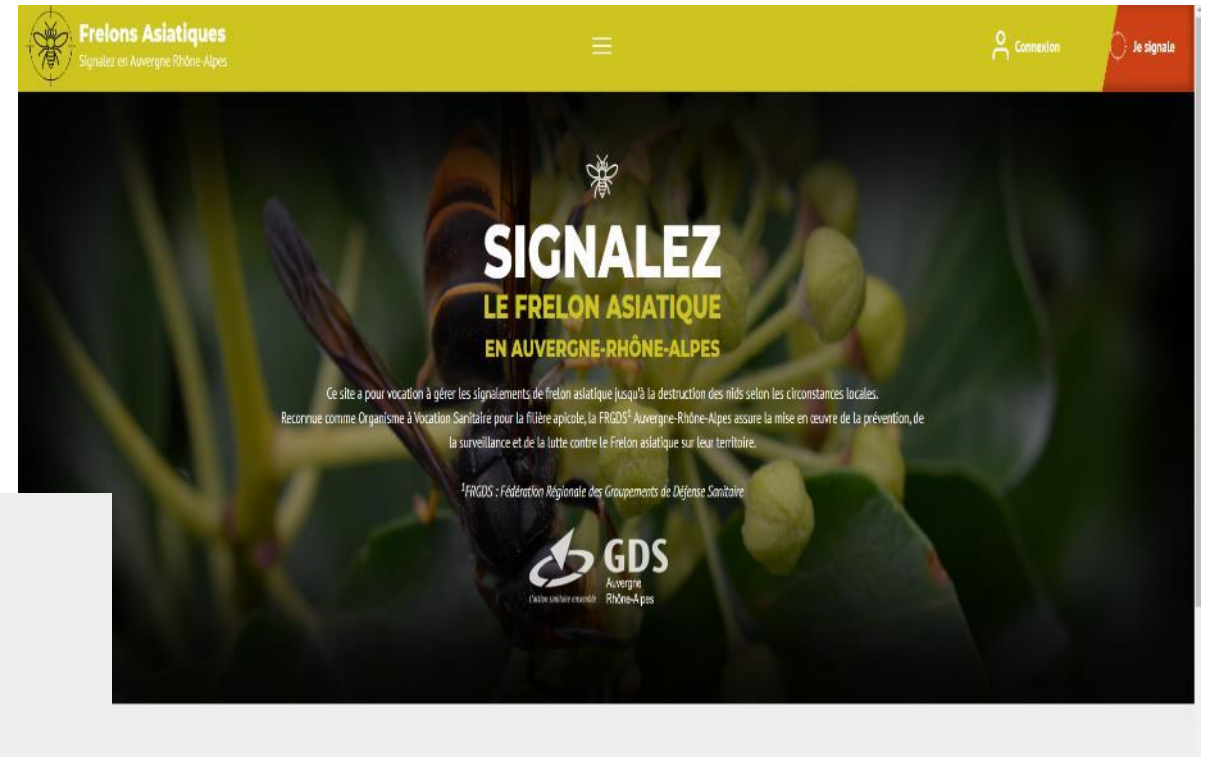 Frelons Asiatiques
Signalez en Auvergne Rhône-Alpes
Connexion
Je signale
SIGNALEZ
LE FRELON ASIATIQUE
EN AUVERGNE-RHÔNE-ALPES
Ce site a pour vocation à gérer les signalements de frelon asiatique jusqu'à la destruction des nids selon les circonstances locales.
Reconnue comme Organisme à Vocation Sanitaire pour la filière apicole, la FRGDS¹ Auvergne-Rhône-Alpes assure la mise en œuvre de la prévention, de
la surveillance et de la lutte contre le Frelon asiatique sur leur territoire.
¹FRGDS : Fédération Régionale des Groupements de Défense Sanitaire
GDS
Auvergne
Rhône-Alpes
l'action sanitaire ensemble